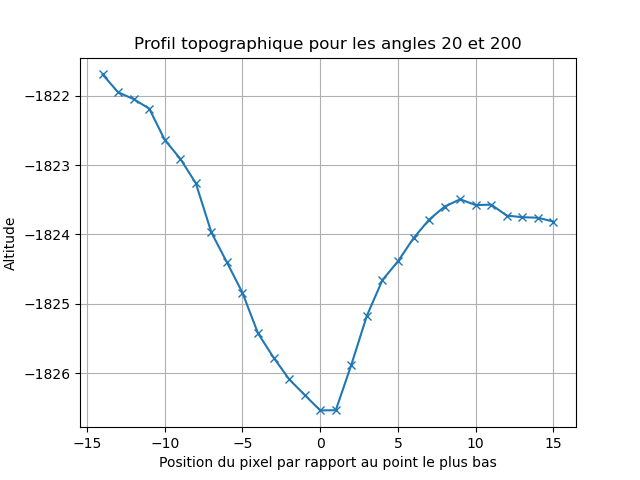 Profil topographique pour les angles 20 et 200
Altitude
−1822
−1823
−1824
−1825
−1826
−15 −10 −5 0 5 10 15
Position du pixel par rapport au point le plus bas